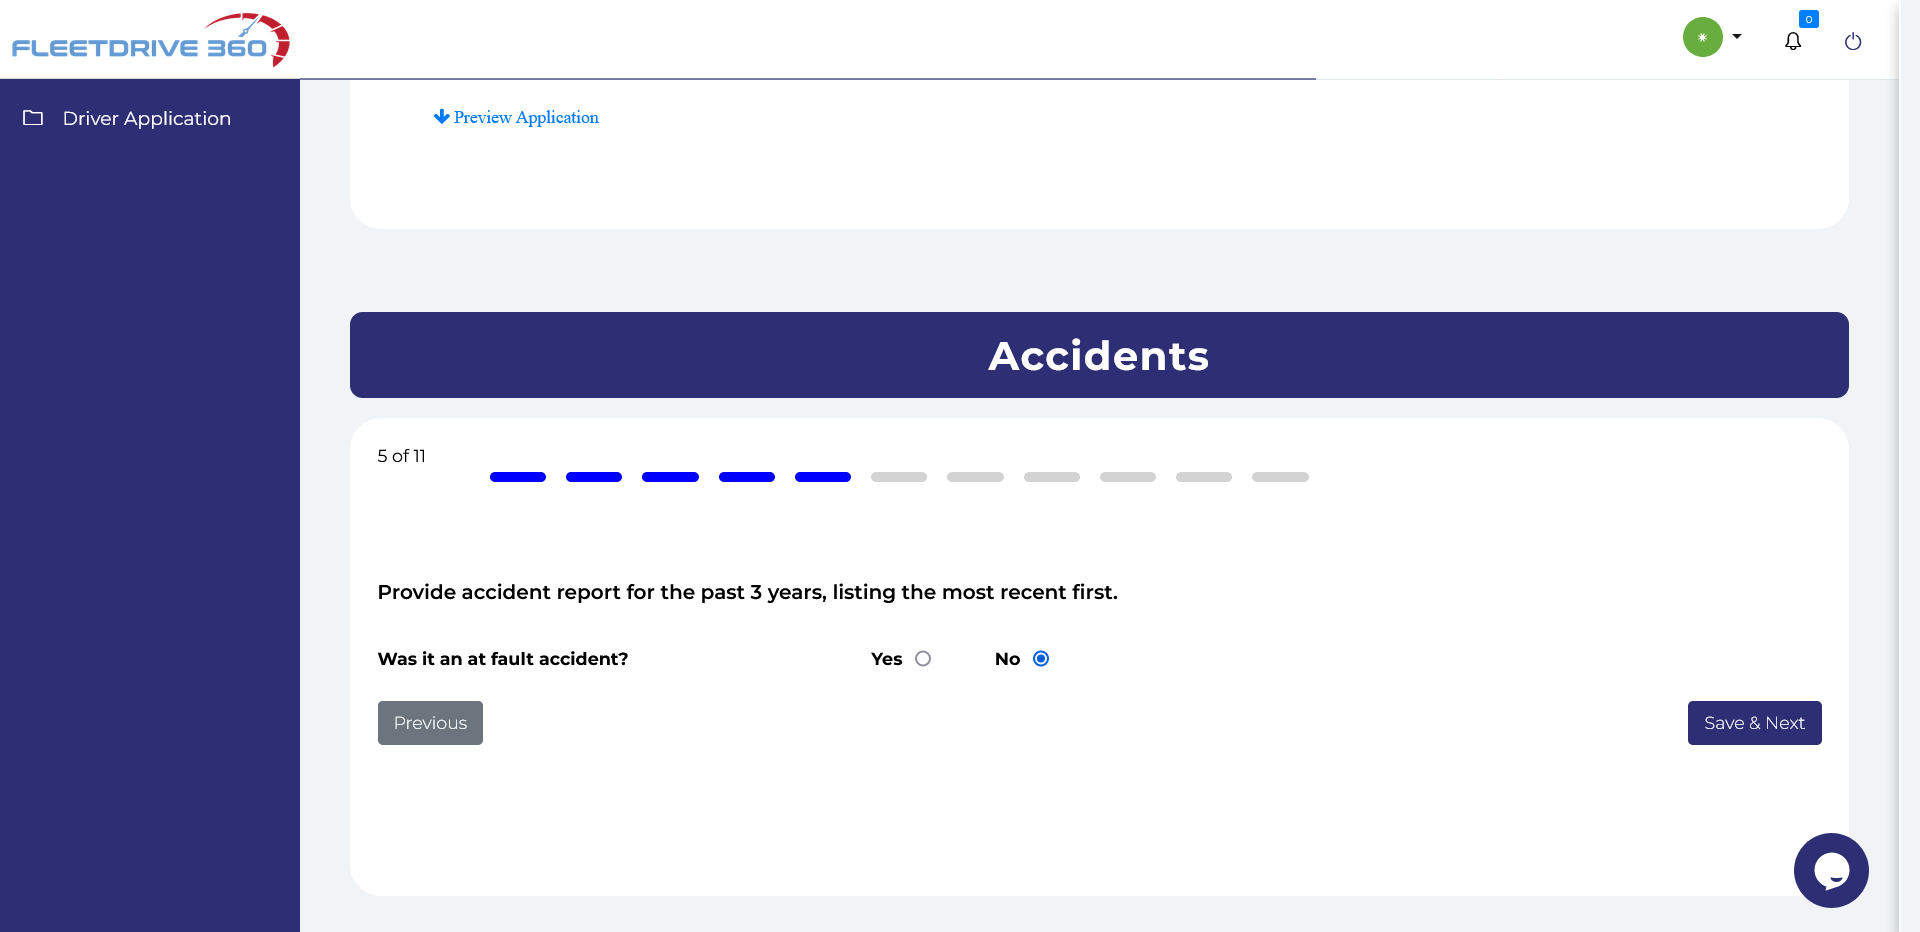 FLEETDRIVE 360
0
Driver Application
Preview Application
Accidents
5 of 11
Provide accident report for the past 3 years, listing the most recent first.
Was it an at fault accident? Yes No
Previous Save & Next